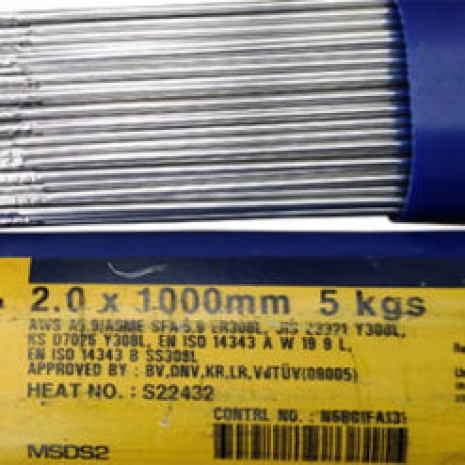 2.0 x 1000mm 5 kgs
AWS A5.9/ASME SFA-5.9 ER308L, JIS Z3321 Y308L,
KS 07026 Y308L, EN ISO 14343 A W 19 9 L,
EN ISO 14343 B SS308L
APPROVED BY : BV,DNV,KR,LR,VdTÜV(09005)
HEAT NO. : S22432
CONTRL NO. :
MSDS2